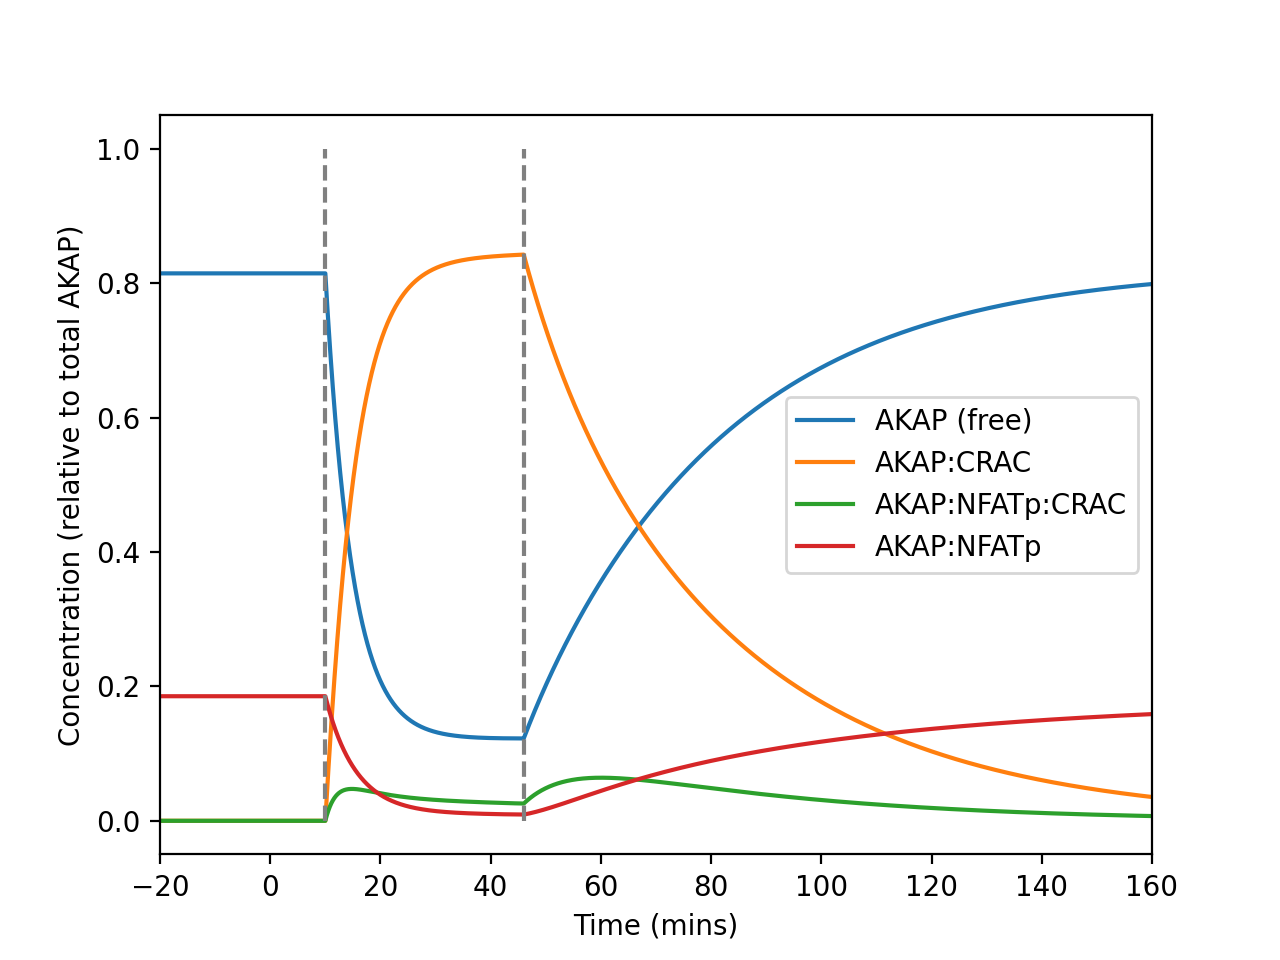 Concentration (relative to total AKAP)
1.0
0.8
0.6
0.4
0.2
0.0
AKAP (free)
AKAP:CRAC
AKAP:NFATp:CRAC
AKAP:NFATp
−20 0 20 40 60 80 100 120 140 160
Time (mins)